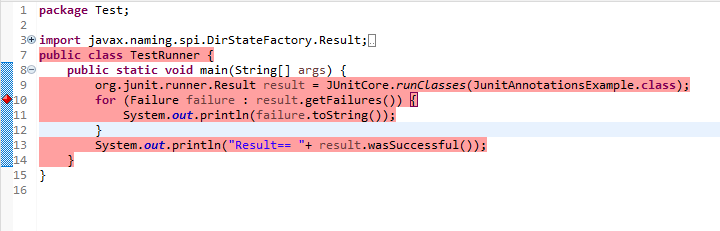 1 package Test;
2
3 import javax.naming.spi.DirStateFactory.Result;
7 public class TestRunner {
8 public static void main(String[] args) {
9 org.junit.runner.Result result = JUnitCore.runClasses(JunitAnnotationsExample.class);
10 for (Failure failure : result.getFailures()) {
11 System.out.println(failure.toString());
12 }
13 System.out.println("Result== "+ result.wasSuccessful());
14 }
15 }
16